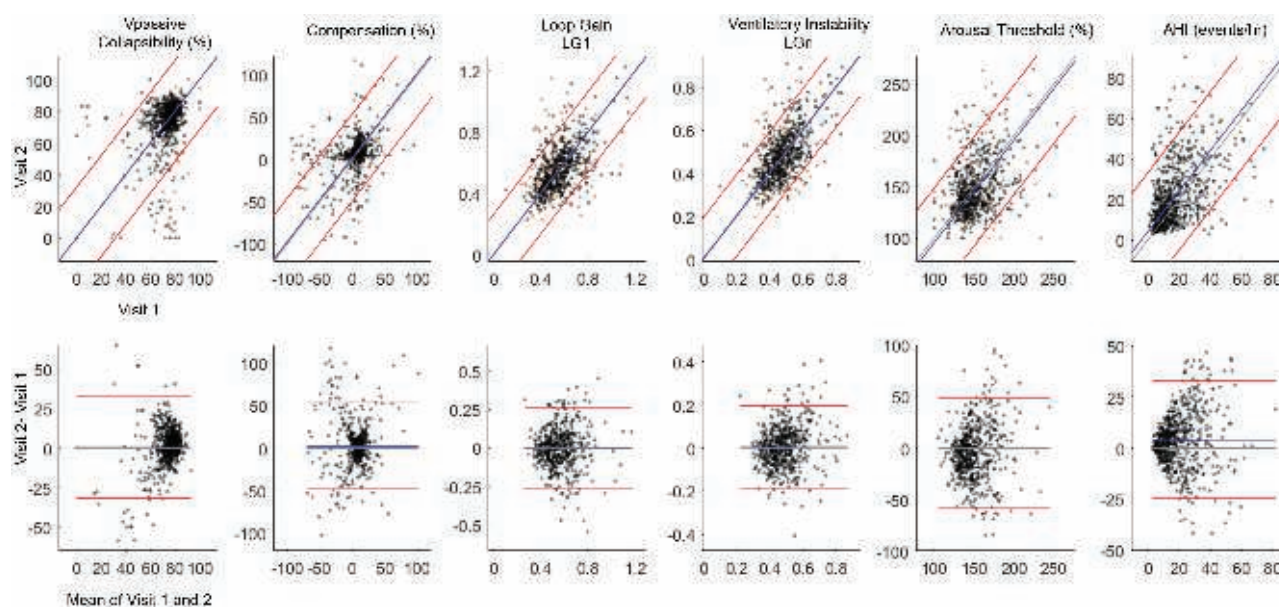 Vpassive
Collapsibility (%)
Compensation (%)
Loop Gain
LG1
Ventilatory Instability
LGn
Arousal Threshold (%)
AHI (events/hr)
Visit 2
100
80
60
40
20
0
0 20 40 60 80 100
100
50
0
-50
-100
-100 -50 0 50 100
1.2
0.8
0.4
0
0 0.4 0.8 1.2
0.8
0.6
0.4
0.2
0
0 0.2 0.4 0.6 0.8
250
200
150
100
100 150 200 250
80
60
40
20
0
0 20 40 60 80
Visit 1
Visit 2- Visit 1
50
25
0
-25
-50
0 20 40 60 80 100
100
50
0
-50
-100
-100 -50 0 50 100
0.5
0.25
0
-0.25
-0.5
0 0.4 0.8 1.2
0.4
0.2
0
-0.2
-0.4
0 0.2 0.4 0.6 0.8
100
50
0
-50
-100
100 150 200 250
50
25
0
-25
-50
0 20 40 60 80
Mean of Visit 1 and 2